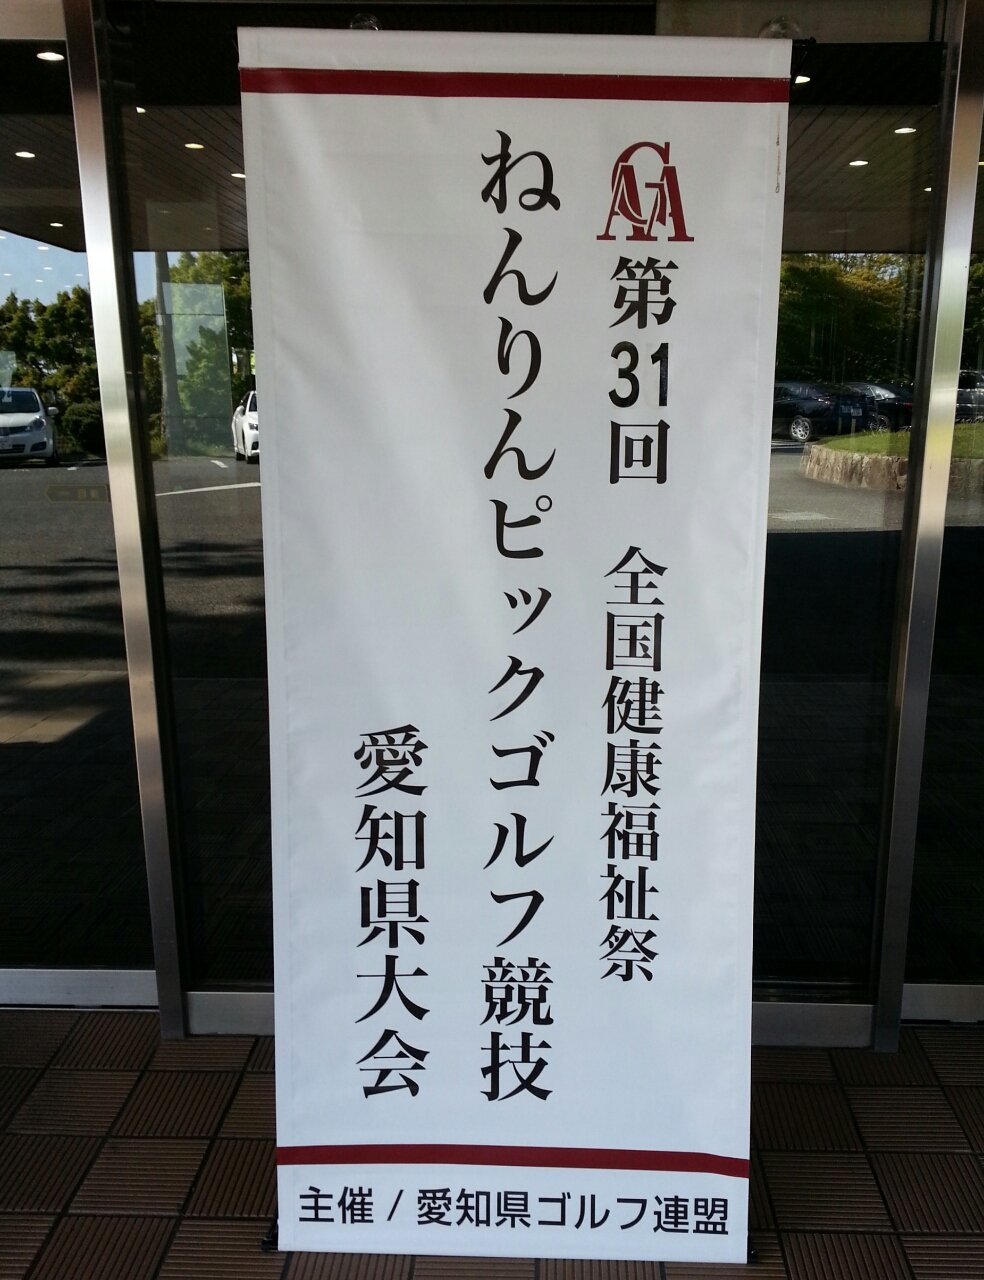 AGA
第31回 全国健康福祉祭
ねんりんピックゴルフ競技
愛知県大会
主催 / 愛知県ゴルフ連盟